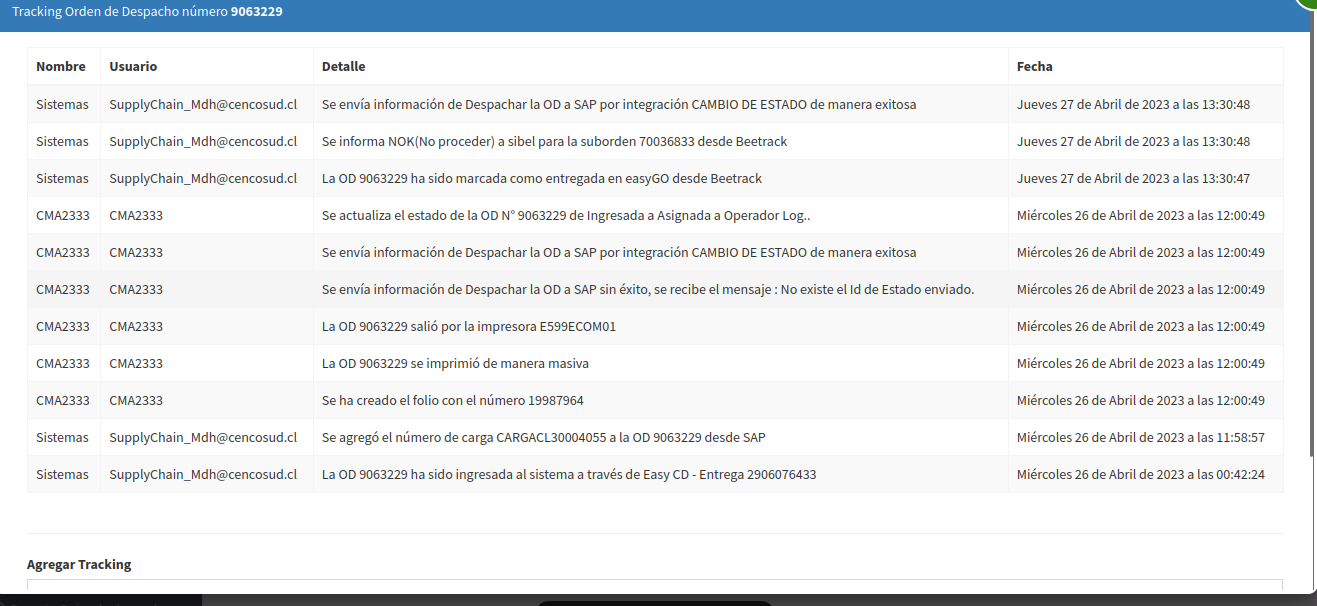 Tracking Orden de Despacho número 9063229
Nombre Usuario Detalle Fecha
Sistemas SupplyChain_Mdh@cencosud.cl Se envía información de Despachar la OD a SAP por integración CAMBIO DE ESTADO de manera exitosa Jueves 27 de Abril de 2023 a las 13:30:48
Sistemas SupplyChain_Mdh@cencosud.cl Se informa NOK(No proceder) a sibel para la suborden 70036833 desde Beetrack Jueves 27 de Abril de 2023 a las 13:30:48
Sistemas SupplyChain_Mdh@cencosud.cl La OD 9063229 ha sido marcada como entregada en easyGO desde Beetrack Jueves 27 de Abril de 2023 a las 13:30:47
CMA2333 CMA2333 Se actualiza el estado de la OD N° 9063229 de Ingresada a Asignada a Operador Log.. Miércoles 26 de Abril de 2023 a las 12:00:49
CMA2333 CMA2333 Se envía información de Despachar la OD a SAP por integración CAMBIO DE ESTADO de manera exitosa Miércoles 26 de Abril de 2023 a las 12:00:49
CMA2333 CMA2333 Se envía información de Despachar la OD a SAP sin éxito, se recibe el mensaje : No existe el Id de Estado enviado. Miércoles 26 de Abril de 2023 a las 12:00:49
CMA2333 CMA2333 La OD 9063229 salió por la impresora E599ECOM01 Miércoles 26 de Abril de 2023 a las 12:00:49
CMA2333 CMA2333 La OD 9063229 se imprimió de manera masiva Miércoles 26 de Abril de 2023 a las 12:00:49
CMA2333 CMA2333 Se ha creado el folio con el número 19987964 Miércoles 26 de Abril de 2023 a las 12:00:49
Sistemas SupplyChain_Mdh@cencosud.cl Se agregó el número de carga CARGACL30004055 a la OD 9063229 desde SAP Miércoles 26 de Abril de 2023 a las 11:58:57
Sistemas SupplyChain_Mdh@cencosud.cl La OD 9063229 ha sido ingresada al sistema a través de Easy CD - Entrega 2906076433 Miércoles 26 de Abril de 2023 a las 00:42:24
Agregar Tracking